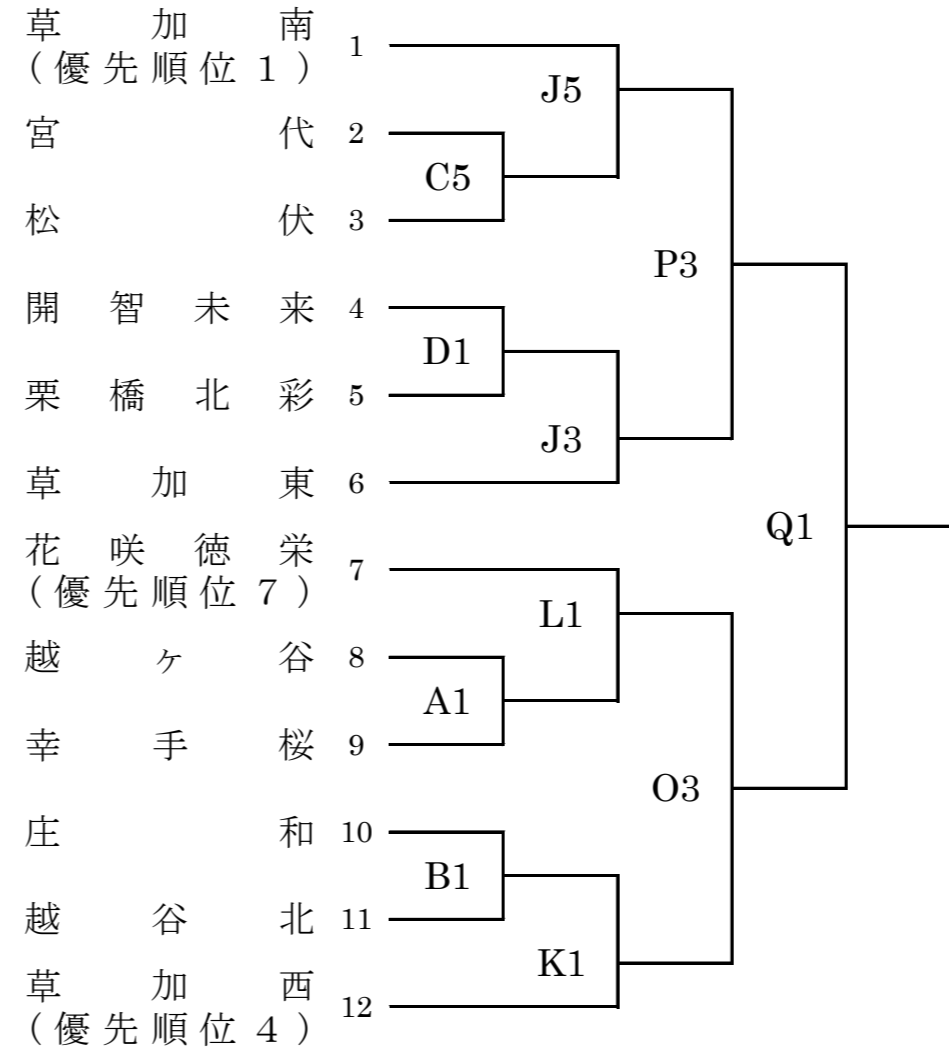 草加南 1
(優先順位1)
J5
宮代 2
C5
松伏 3
P3
開智未来 4
D1
栗橋北彩 5
J3
草加東 6
Q1
花咲徳栄 7
(優先順位7)
L1
越ヶ谷 8
A1
幸手桜 9
O3
庄和 10
B1
越谷北 11
K1
草加西 12
(優先順位4)